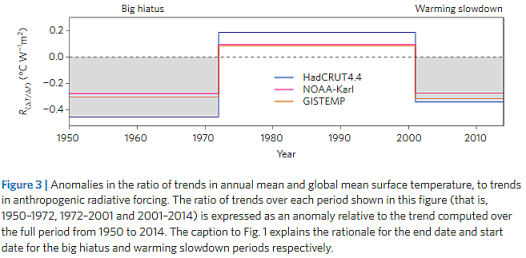 Big hiatus
Warming slowdown
0.2
0.0
−0.2
−0.4
R(ΔT/ΔF) (°C W⁻¹m²)
HadCRUT4.4
NOAA-Karl
GISTEMP
1950
1960
1970
1980
1990
2000
2010
Year
Figure 3 | Anomalies in the ratio of trends in annual mean and global mean surface temperature, to trends
in anthropogenic radiative forcing. The ratio of trends over each period shown in this figure (that is,
1950–1972, 1972–2001 and 2001–2014) is expressed as an anomaly relative to the trend computed over
the full period from 1950 to 2014. The caption to Fig. 1 explains the rationale for the end date and start
date for the big hiatus and warming slowdown periods respectively.